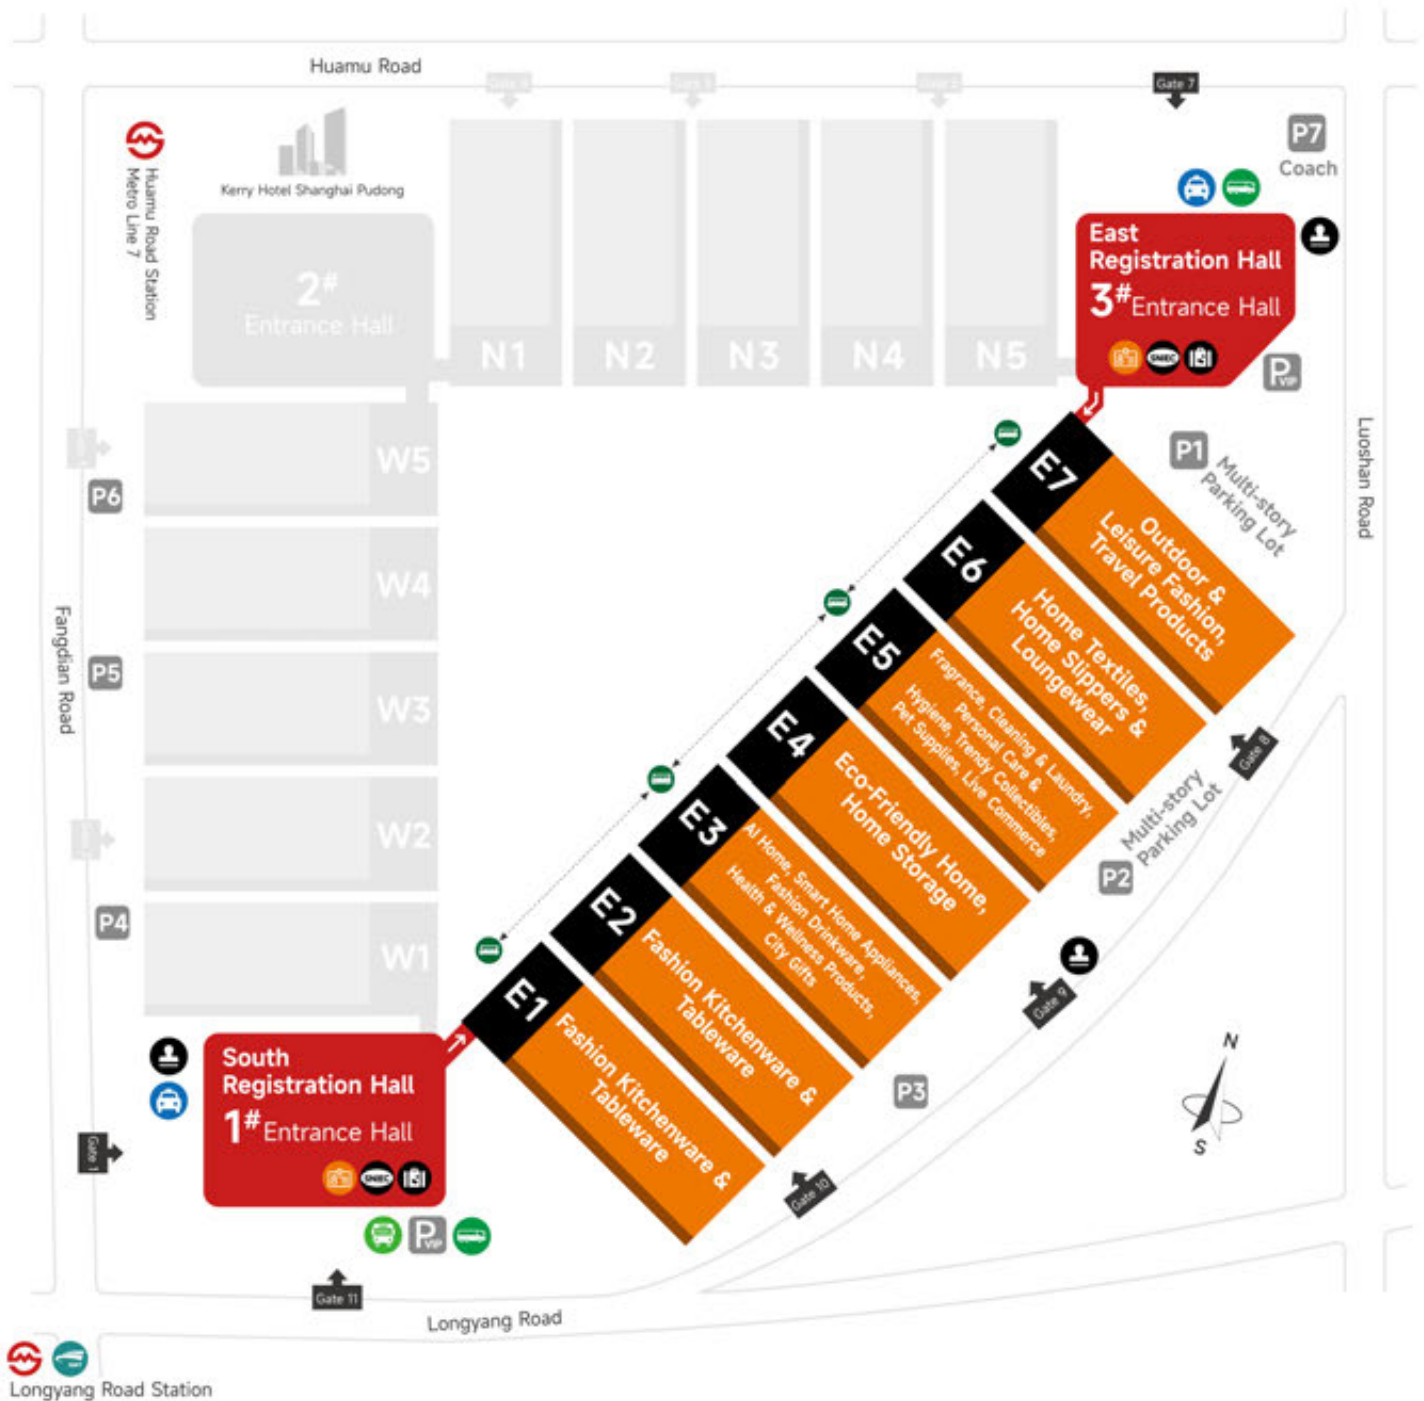 Huamu Road
Gate 7
P7
Coach
Huamu Road Station
Metro Line 7
Kerry Hotel Shanghai Pudong
2#
Entrance Hall
N1
N2
N3
N4
N5
East
Registration Hall
3# Entrance Hall
SNIEC
P VIP
P1
Multi-story
Parking Lot
Luoshan Road
W5
W4
W3
W2
W1
P6
P5
P4
Fangdian Road
E7
Outdoor &
Leisure Fashion,
Travel Products
E6
Home Textiles,
Home Slippers &
Loungewear
E5
Fragrance, Cleaning & Laundry,
Personal Care &
Hygiene, Trendy Collectibles,
Pet Supplies, Live Commerce
E4
Eco-Friendly Home,
Home Storage
E3
AI Home, Smart Home Appliances,
Fashion Drinkware,
Health & Wellness Products,
City Gifts
E2
Fashion Kitchenware &
Tableware
E1
Fashion Kitchenware &
Tableware
Gate 8
Multi-story
Parking Lot
P2
Gate 9
P3
Gate 10
N
S
South
Registration Hall
1# Entrance Hall
SNIEC
P VIP
Gate 1
Gate 11
Longyang Road
Longyang Road Station